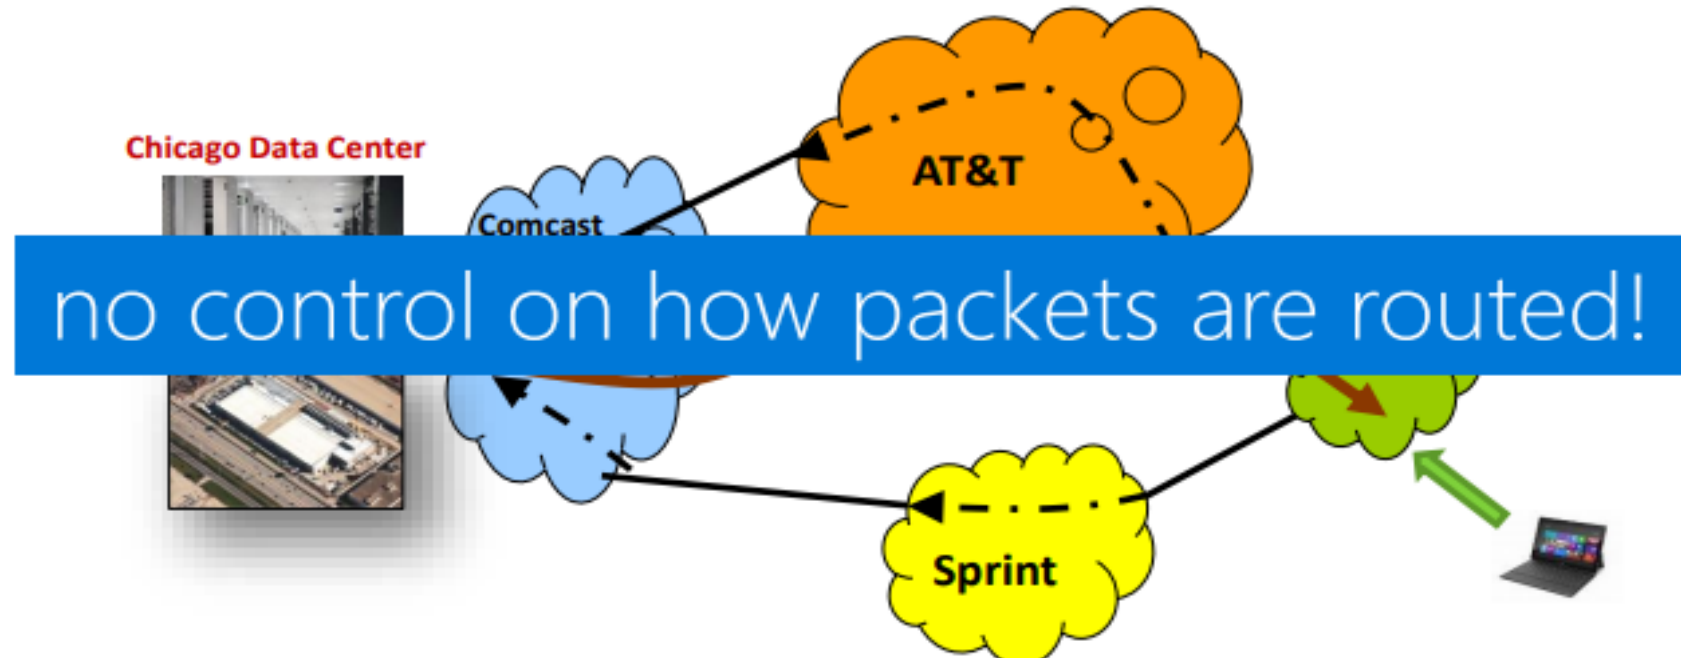 Chicago Data Center
AT&T
Comcast
no control on how packets are routed!
Sprint